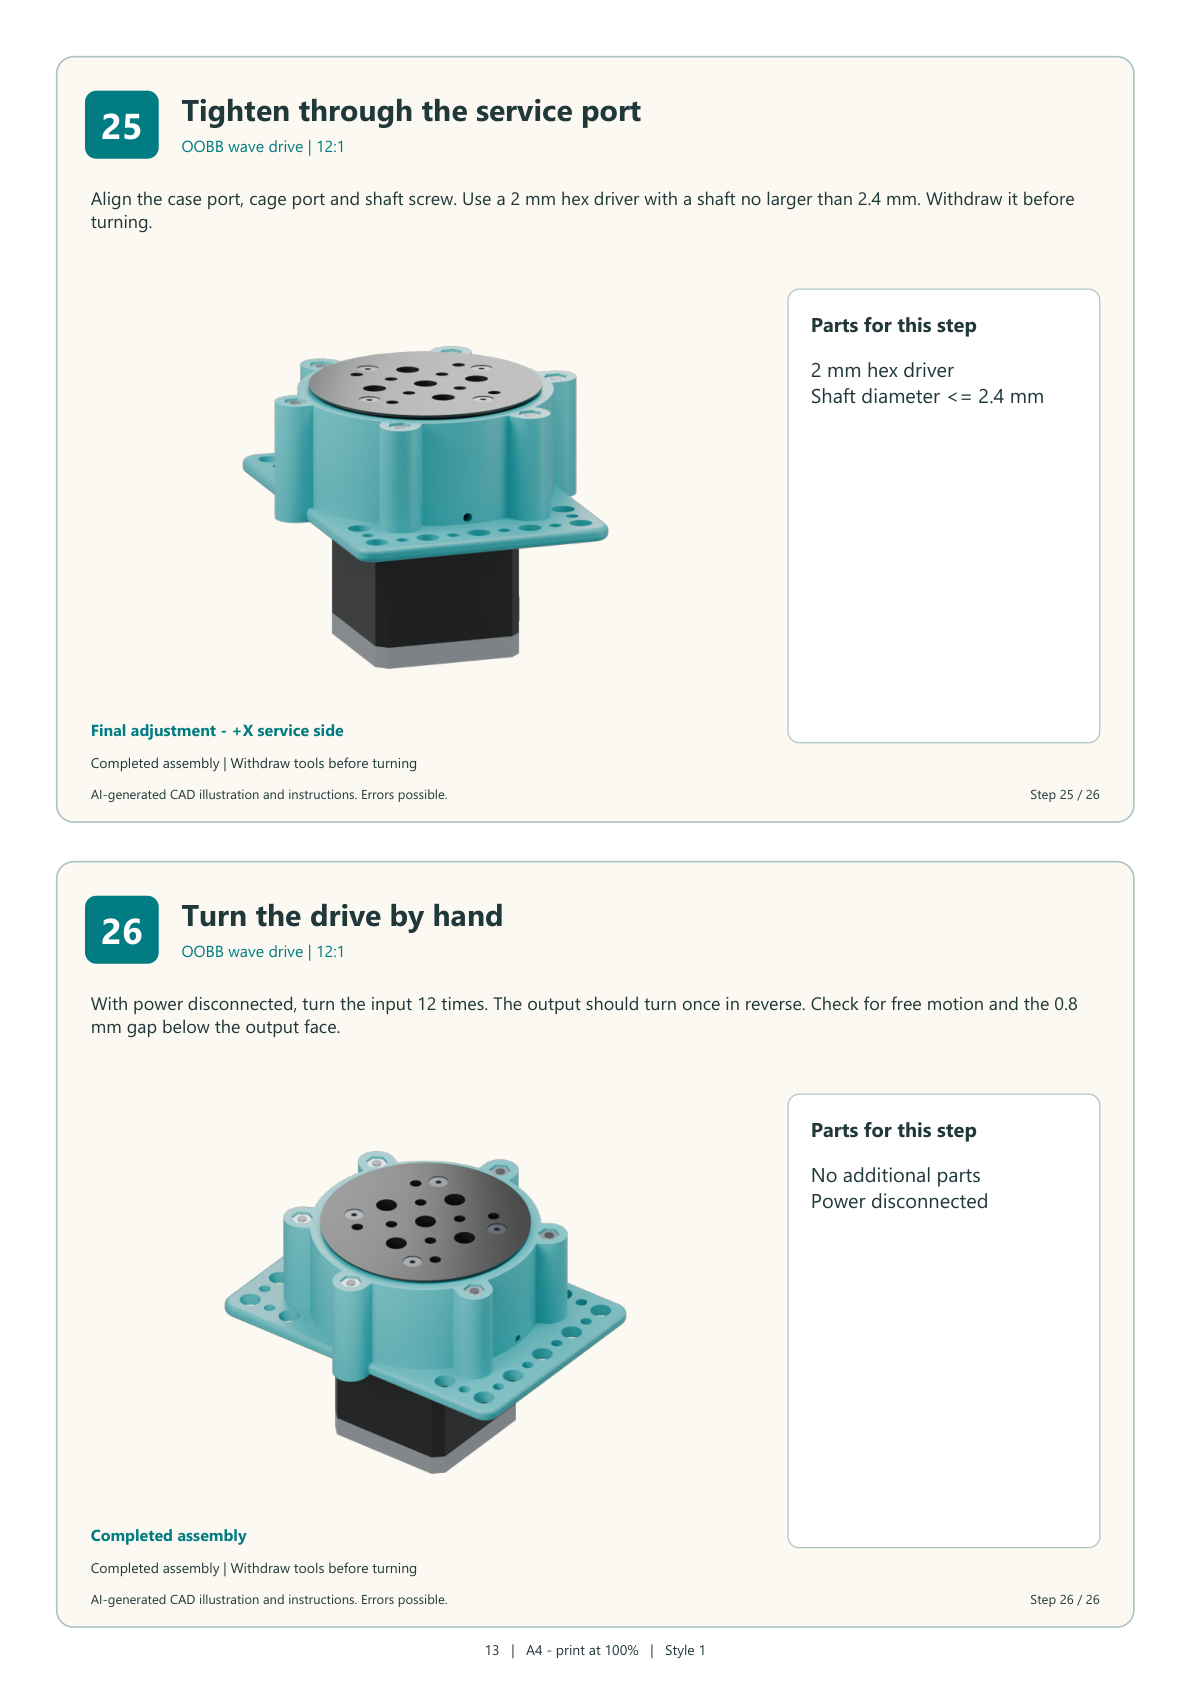 25
Tighten through the service port
OOBB wave drive | 12:1
Align the case port, cage port and shaft screw. Use a 2 mm hex driver with a shaft no larger than 2.4 mm. Withdraw it before
turning.
Parts for this step
2 mm hex driver
Shaft diameter <= 2.4 mm
Final adjustment - +X service side
Completed assembly | Withdraw tools before turning
AI-generated CAD illustration and instructions. Errors possible.
Step 25 / 26
26
Turn the drive by hand
OOBB wave drive | 12:1
With power disconnected, turn the input 12 times. The output should turn once in reverse. Check for free motion and the 0.8
mm gap below the output face.
Parts for this step
No additional parts
Power disconnected
Completed assembly
Completed assembly | Withdraw tools before turning
AI-generated CAD illustration and instructions. Errors possible.
Step 26 / 26
13 | A4 - print at 100% | Style 1